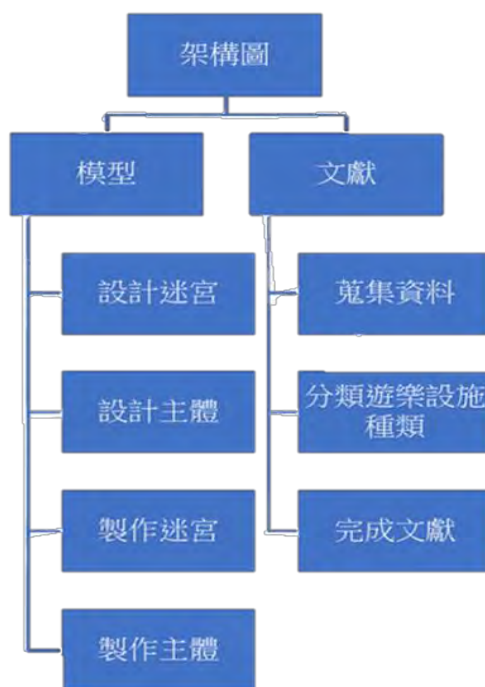 架構圖
模型
文獻
設計迷宮
蒐集資料
設計主體
分類遊樂設施
種類
製作迷宮
完成文獻
製作主體